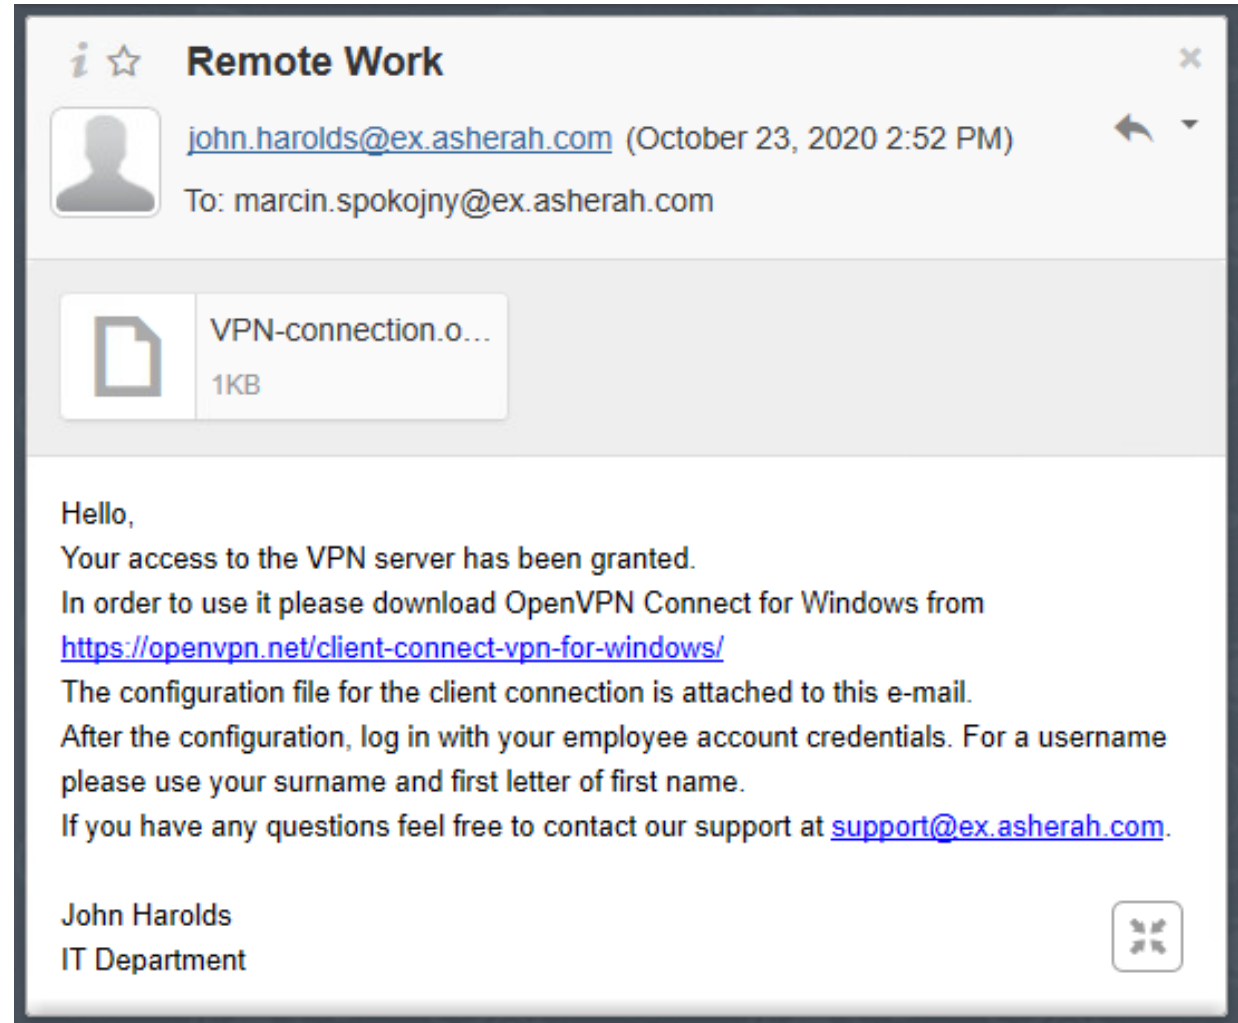 Remote Work
john.harolds@ex.asherah.com (October 23, 2020 2:52 PM)
To: marcin.spokojny@ex.asherah.com
VPN-connection.o...
1KB
Hello,
Your access to the VPN server has been granted.
In order to use it please download OpenVPN Connect for Windows from
https://openvpn.net/client-connect-vpn-for-windows/
The configuration file for the client connection is attached to this e-mail.
After the configuration, log in with your employee account credentials. For a username
please use your surname and first letter of first name.
If you have any questions feel free to contact our support at support@ex.asherah.com.
John Harolds
IT Department